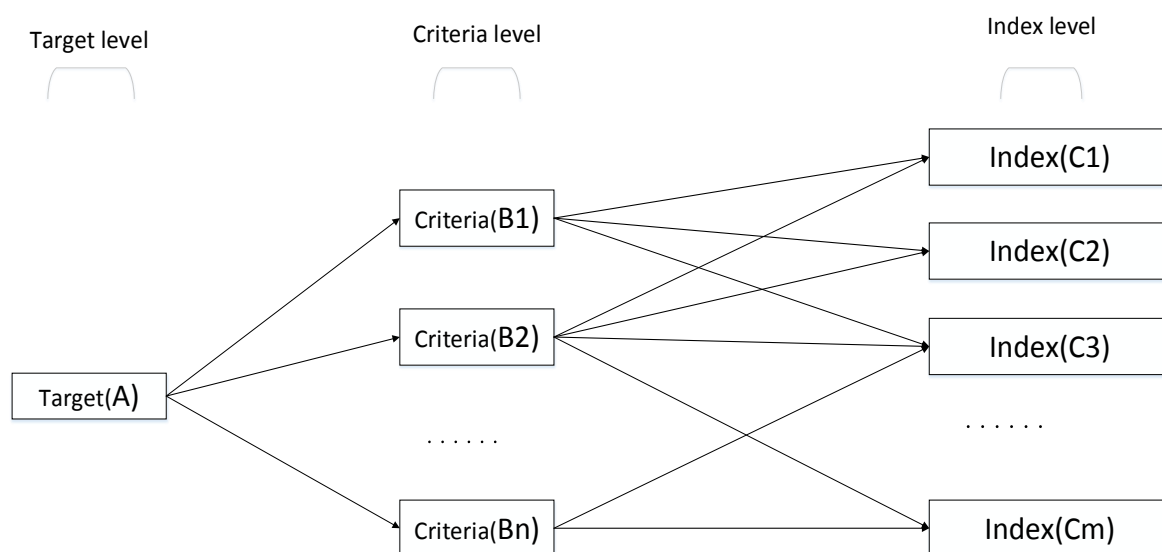 Target level
Criteria level
Index level
Index(C1)
Criteria(B1)
Index(C2)
Criteria(B2)
Index(C3)
Target(A)
......
......
Criteria(Bn)
Index(Cm)